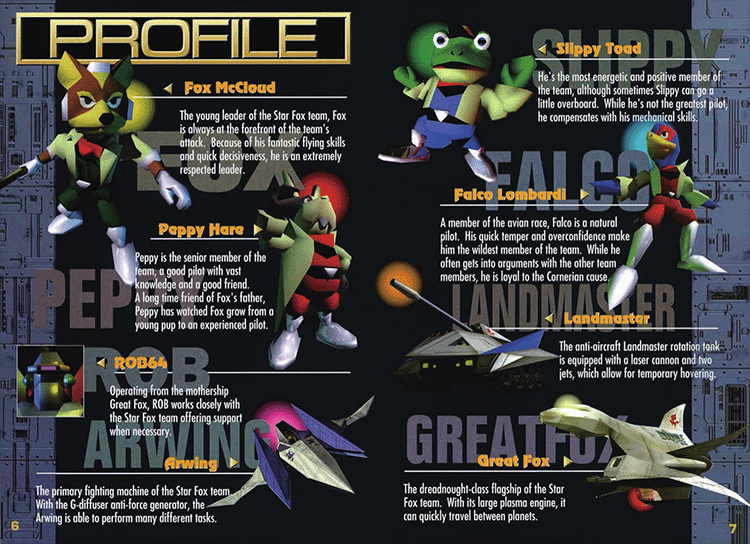 PROFILE
FOX
Fox McCloud
The young leader of the Star Fox team, Fox
is always at the forefront of the team's
attack. Because of his fantastic flying skills
and quick decisiveness, he is an extremely
respected leader.
Peppy Hare
PEP
Peppy is the senior member of the
team, a good pilot with vast
knowledge and a good friend.
A long time friend of Fox's father,
Peppy has watched Fox grow from a
young pup to an experienced pilot.
ROB
ROB64
Operating from the mothership
Great Fox, ROB works closely with
the Star Fox team offering support
when necessary.
ARWING
Arwing
The primary fighting machine of the Star Fox team
With the G-diffuser anti-force generator, the
Arwing is able to perform many different tasks.
6
SLIPPY
Slippy Toad
He's the most energetic and positive member of
the team, although sometimes Slippy can go a
little overboard. While he's not the greatest pilot,
he compensates with his mechanical skills.
FALCO
Falco Lombardi
A member of the avian race, Falco is a natural
pilot. His quick temper and overconfidence make
him the wildest member of the team. While he
often gets into arguments with the other team
members, he is loyal to the Cornerian cause.
LANDMASTER
Landmaster
The anti-aircraft Landmaster rotation tank
is equipped with a laser cannon and two
jets, which allow for temporary hovering.
GREATFOX
Great Fox
The dreadnought-class flagship of the Star
Fox team. With its large plasma engine, it
can quickly travel between planets.
7